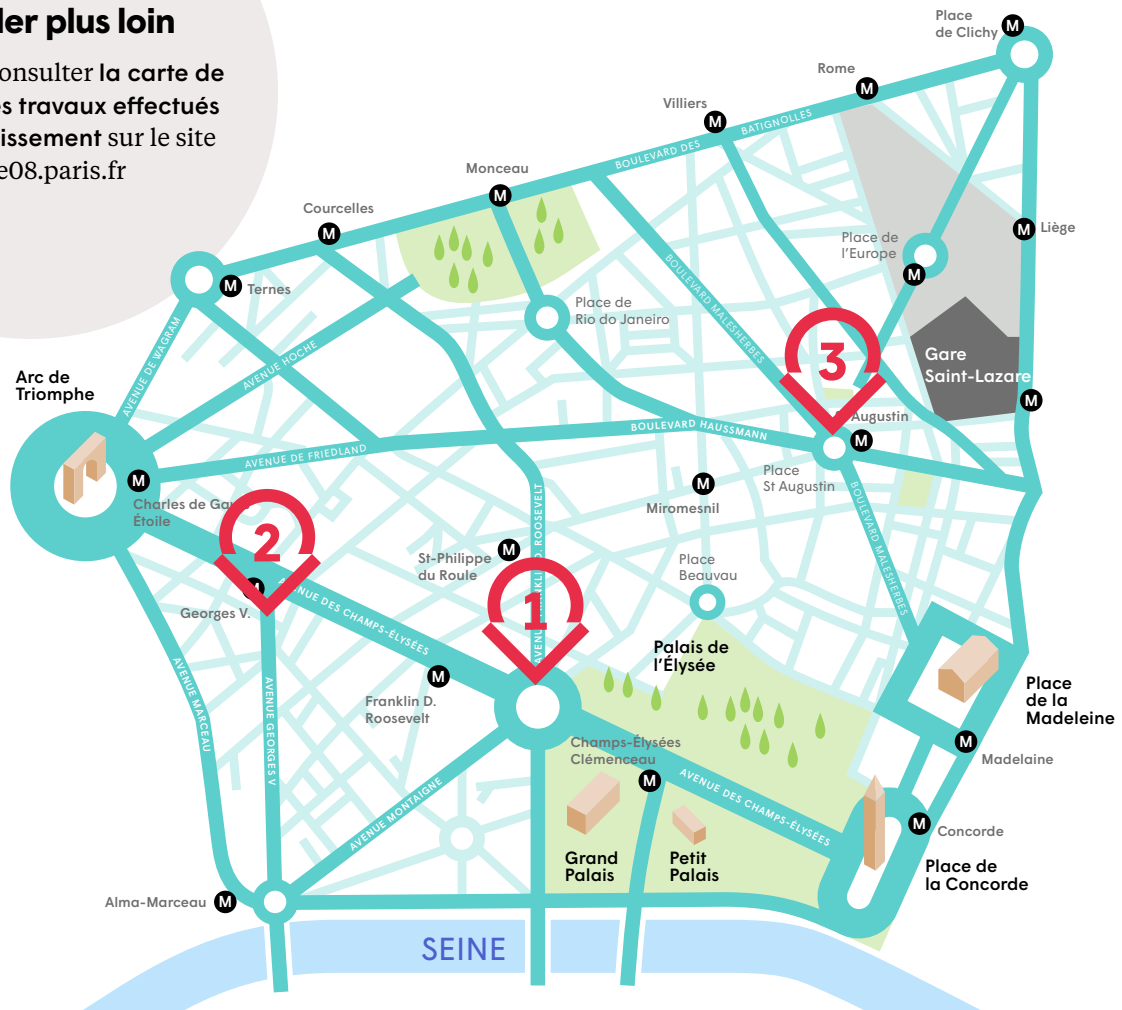 ler plus loin
onsulter la carte de
es travaux effectués
issement sur le site
e08.paris.fr
Place
de Clichy
M
Rome
M
Villiers
M
BOULEVARD DES
BATIGNOLLES
Monceau
M
Courcelles
M
M
Ternes
Place de
l'Europe
M
M
Liège
Place de
Rio do Janeiro
BOULEVARD MALESHERBES
AVENUE DE WAGRAM
AVENUE HOCHE
3
Gare
Saint-Lazare
M
Arc de
Triomphe
Augustin
M
BOULEVARD HAUSSMANN
AVENUE DE FRIEDLAND
Place
St Augustin
M
Charles de Gau
Étoile
M
Miromesnil
BOULEVARD MALESHERBES
2
M
Georges V.
AVENUE DES CHAMPS-ÉLYSÉES
St-Philippe
du Roule
M
AVENUE FRANKLIN D. ROOSEVELT
1
Place
Beauvau
Palais de
l'Élysée
AVENUE MARCEAU
AVENUE GEORGES V
M
Franklin D.
Roosevelt
Place
de la
Madeleine
M
Madelaine
Champs-Élysées
Clémenceau
M
AVENUE DES CHAMPS-ÉLYSÉES
AVENUE MONTAIGNE
M
Concorde
Grand
Palais
Petit
Palais
Place de
la Concorde
Alma-Marceau
M
SEINE